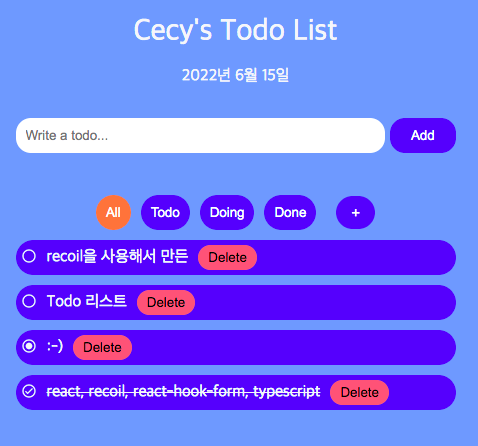 Cecy's Todo List
2022년 6월 15일
Write a todo... Add
All Todo Doing Done +
recoil을 사용해서 만든 Delete
Todo 리스트 Delete
:-) Delete
react, recoil, react-hook-form, typescript Delete